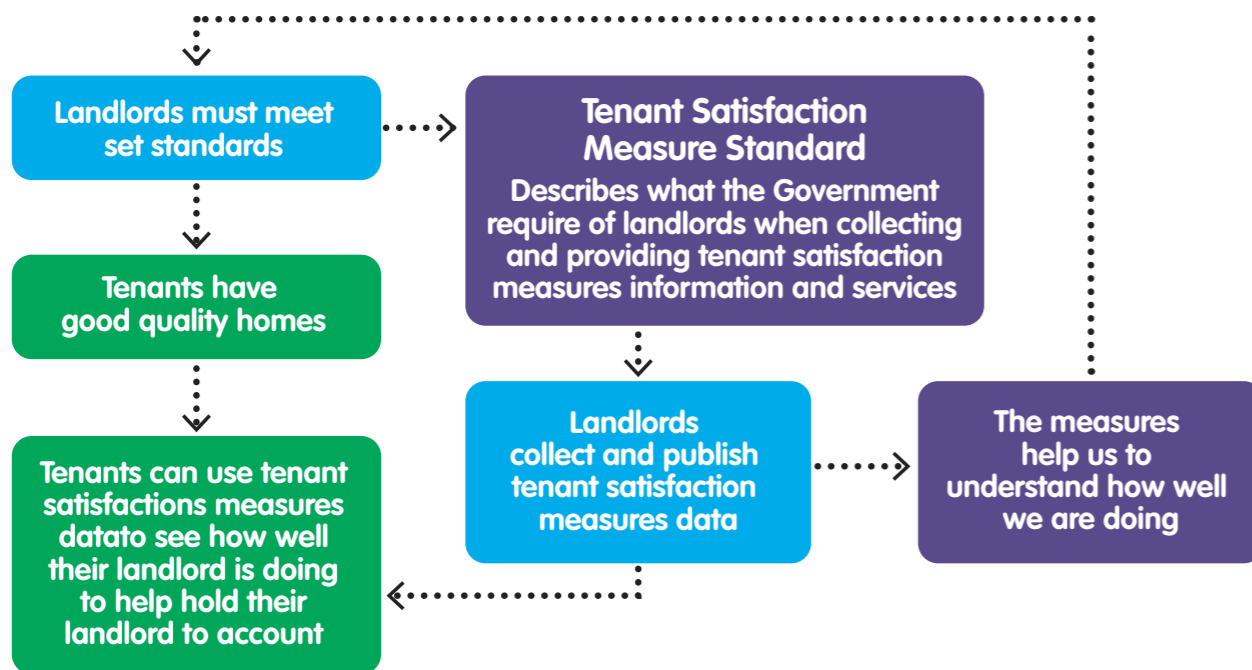 Landlords must meet
set standards
Tenant Satisfaction
Measure Standard
Describes what the Government
require of landlords when collecting
and providing tenant satisfaction
measures information and services
Tenants have
good quality homes
Landlords
collect and publish
tenant satisfaction
measures data
The measures
help us to
understand how well
we are doing
Tenants can use tenant
satisfactions measures
datato see how well
their landlord is doing
to help hold their
landlord to account